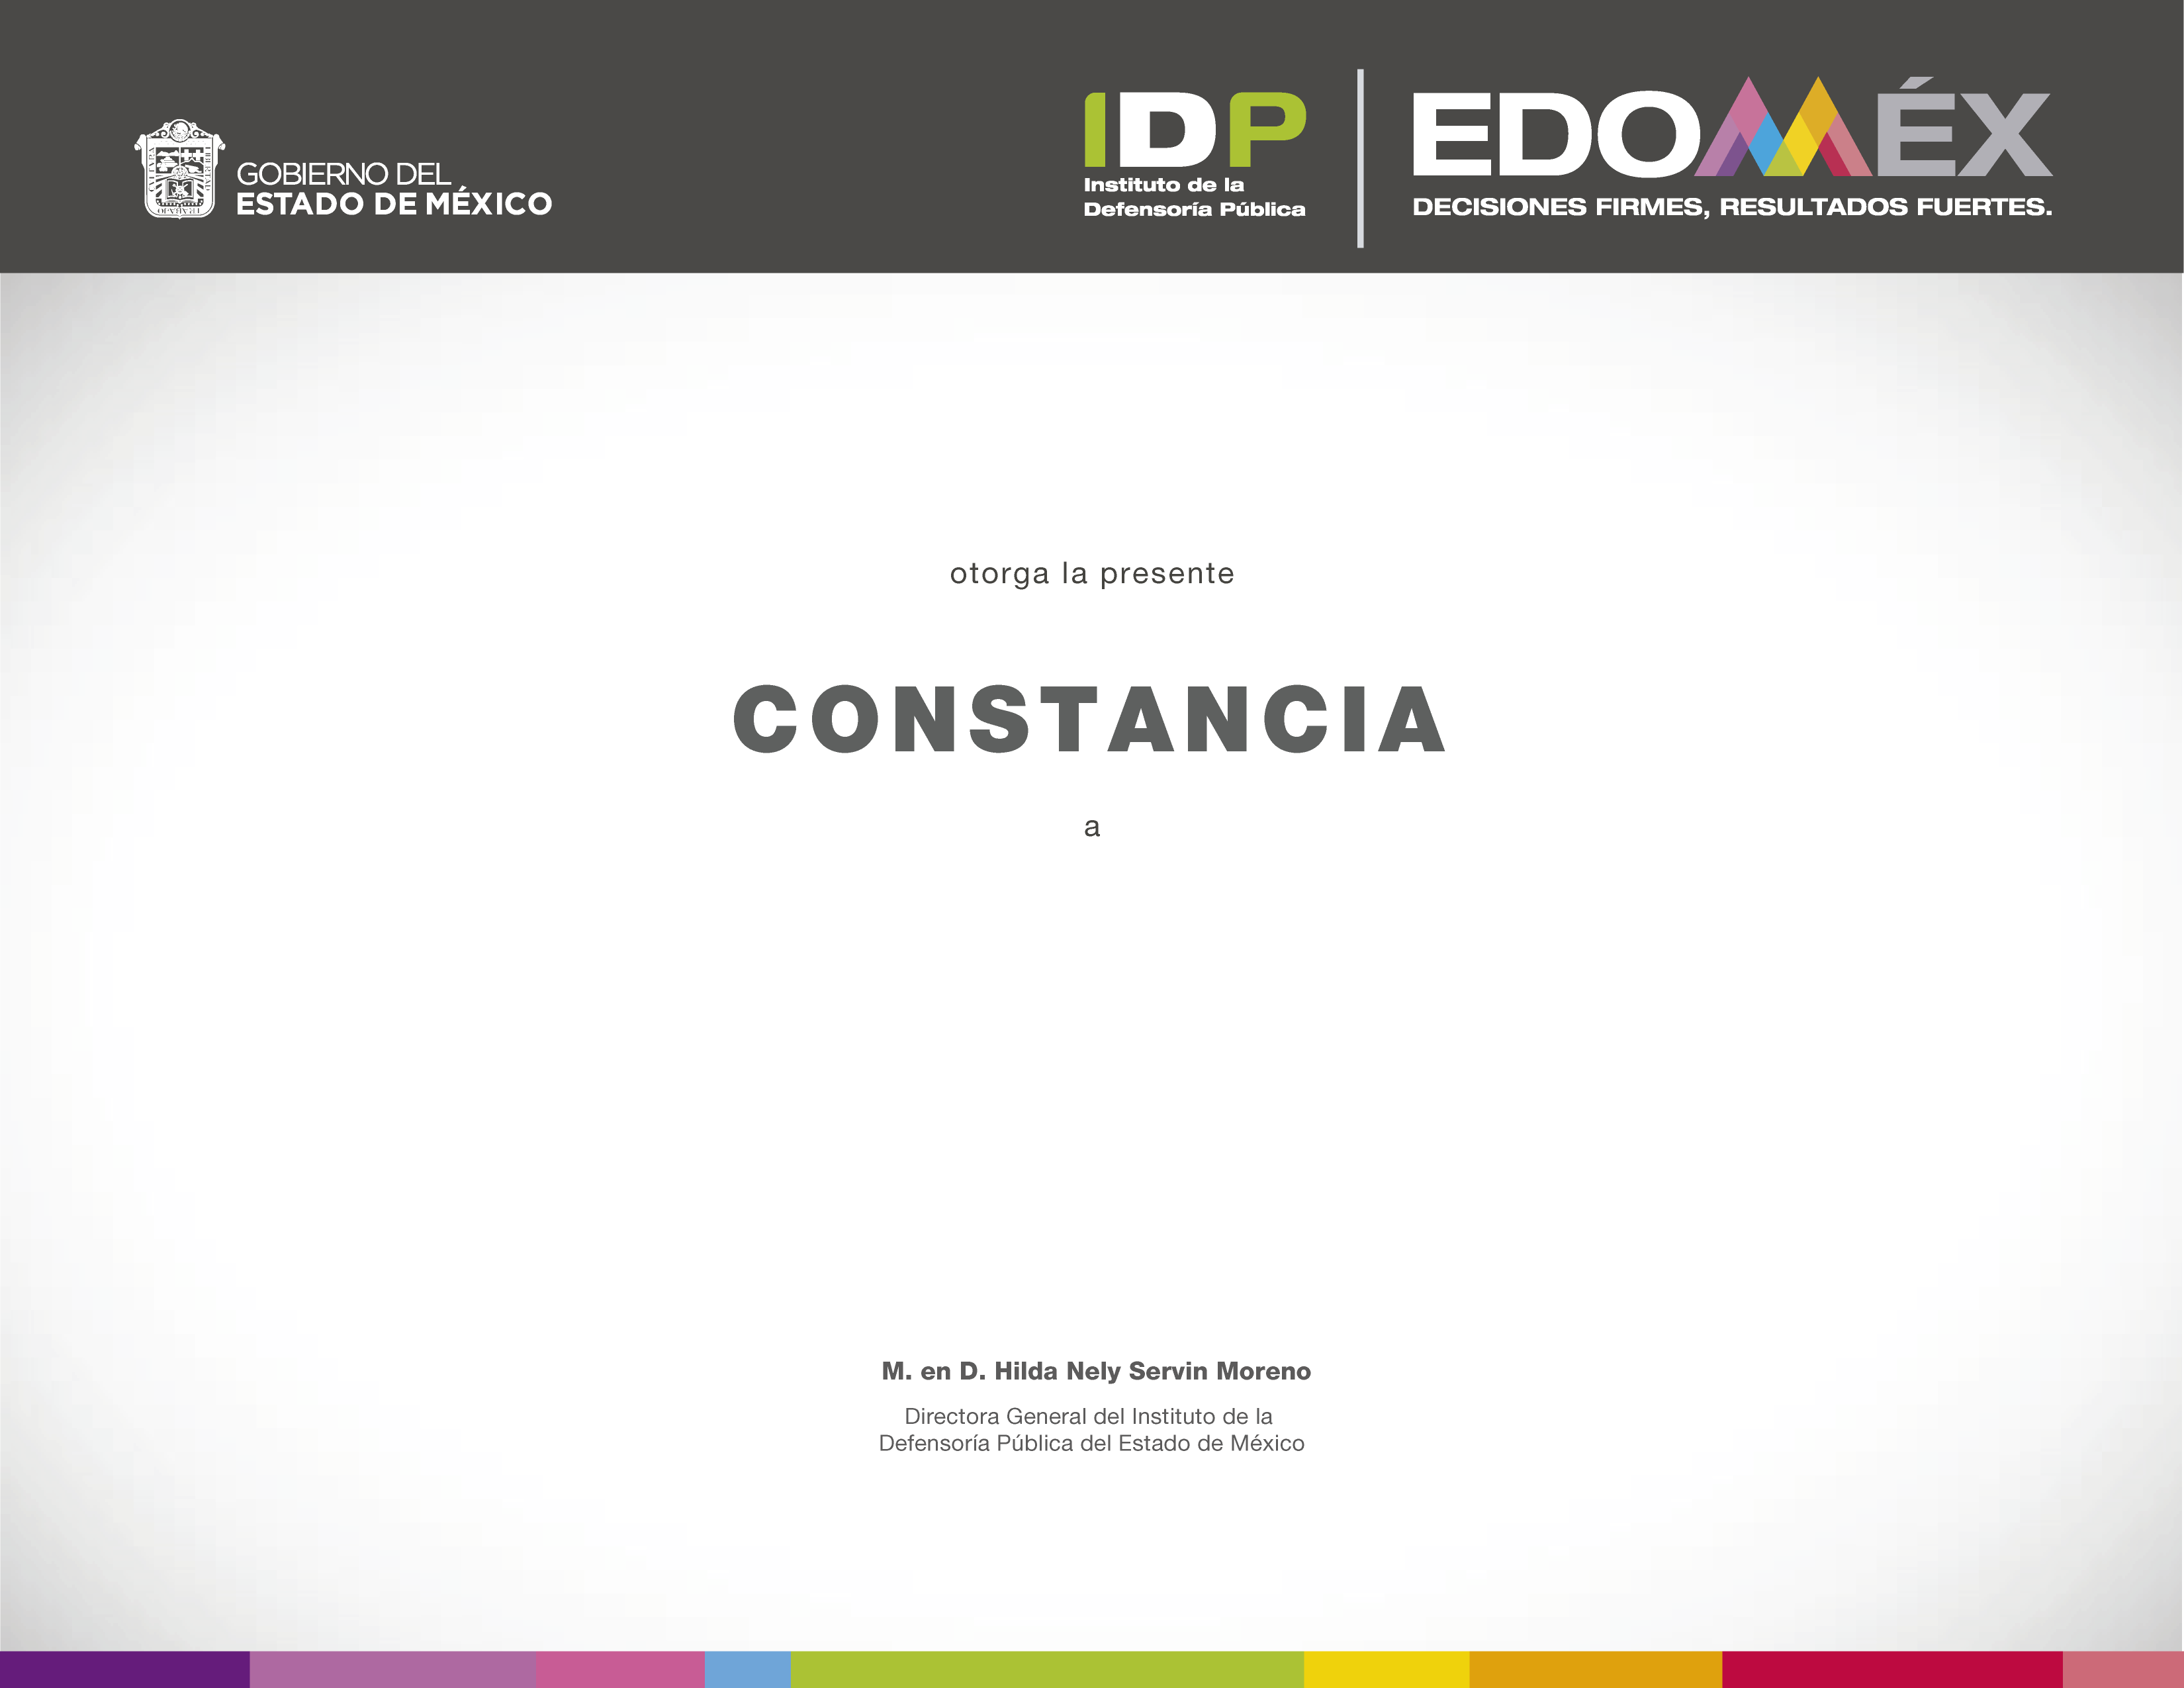 GOBIERNO DEL
ESTADO DE MÉXICO
IDP
Instituto de la
Defensoría Pública
EDOMÉX
DECISIONES FIRMES, RESULTADOS FUERTES.
otorga la presente
CONSTANCIA
a
M. en D. Hilda Nely Servin Moreno
Directora General del Instituto de la
Defensoría Pública del Estado de México